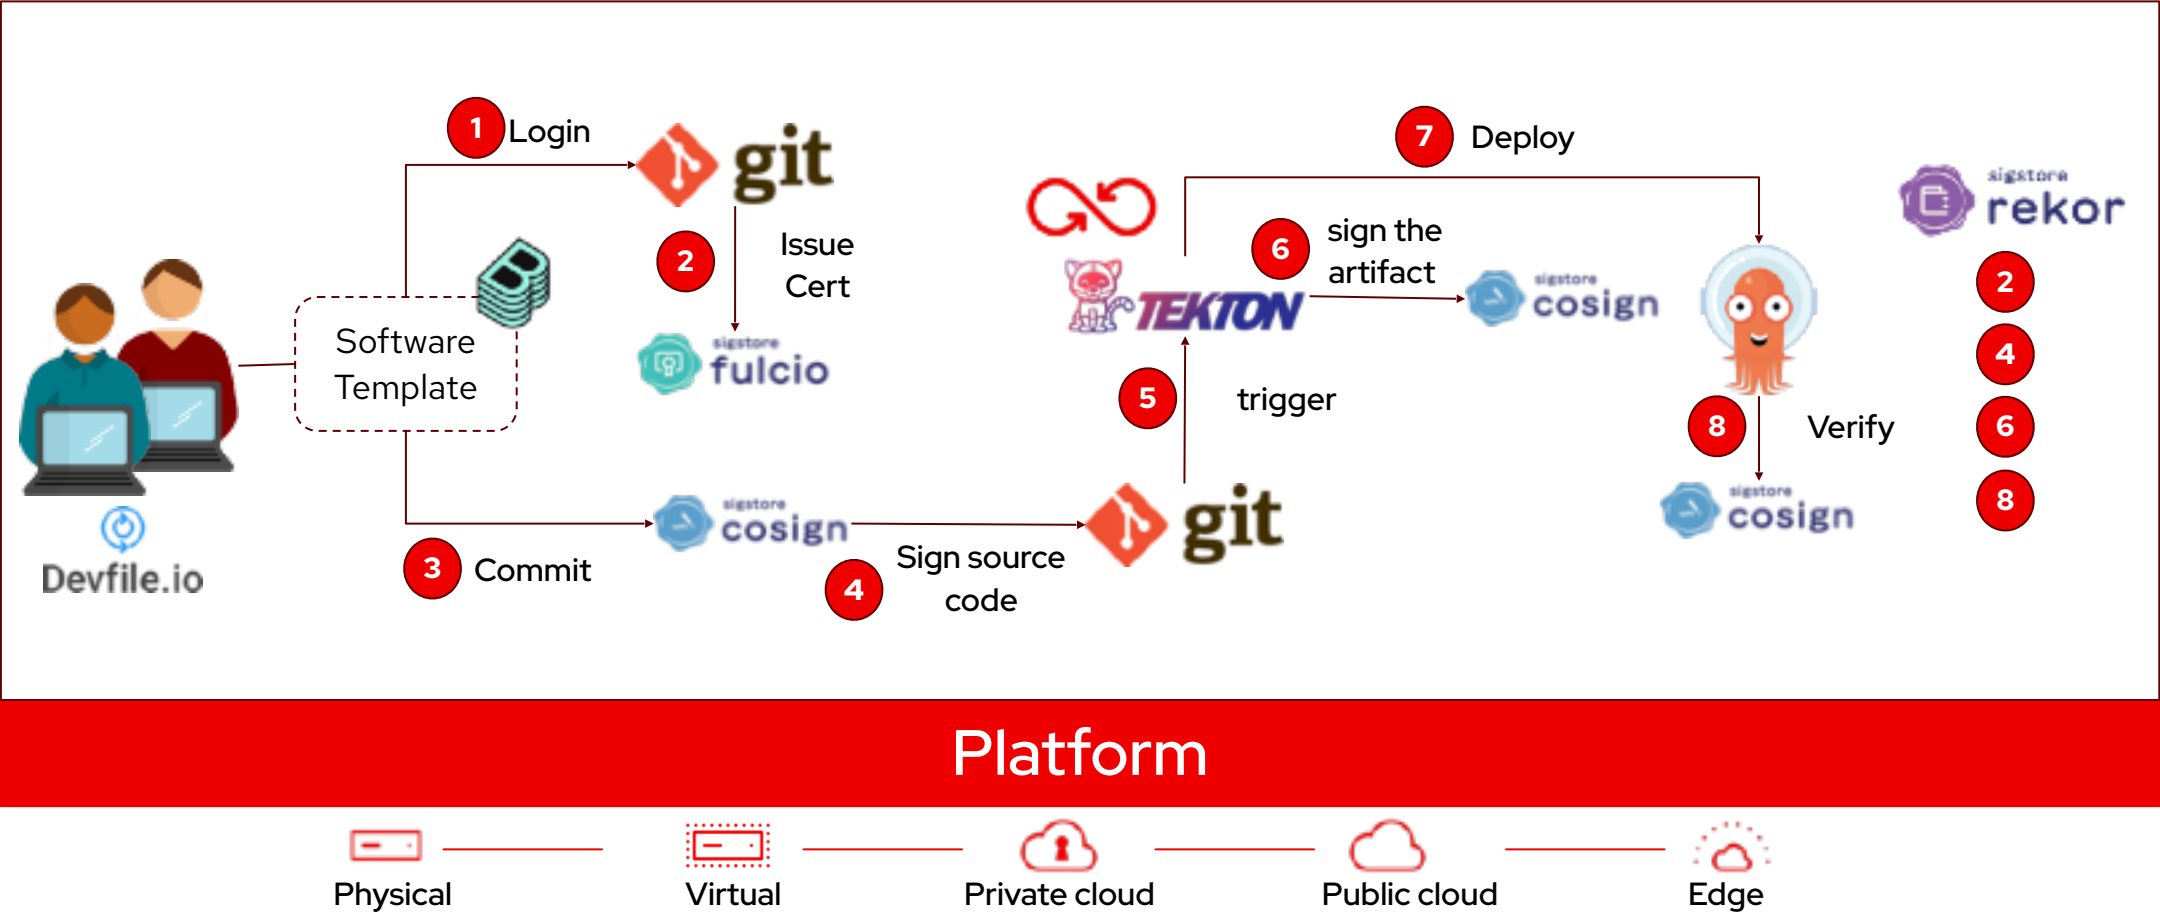 1
Login
git
2
Issue
Cert
sigstore
fulcio
Software
Template
Devfile.io
3
Commit
sigstore
cosign
4
Sign source
code
git
5
trigger
TEKTON
6
sign the
artifact
sigstore
cosign
7
Deploy
8
Verify
sigstore
cosign
sigstore
rekor
2
4
6
8
Platform
Physical
Virtual
Private cloud
Public cloud
Edge